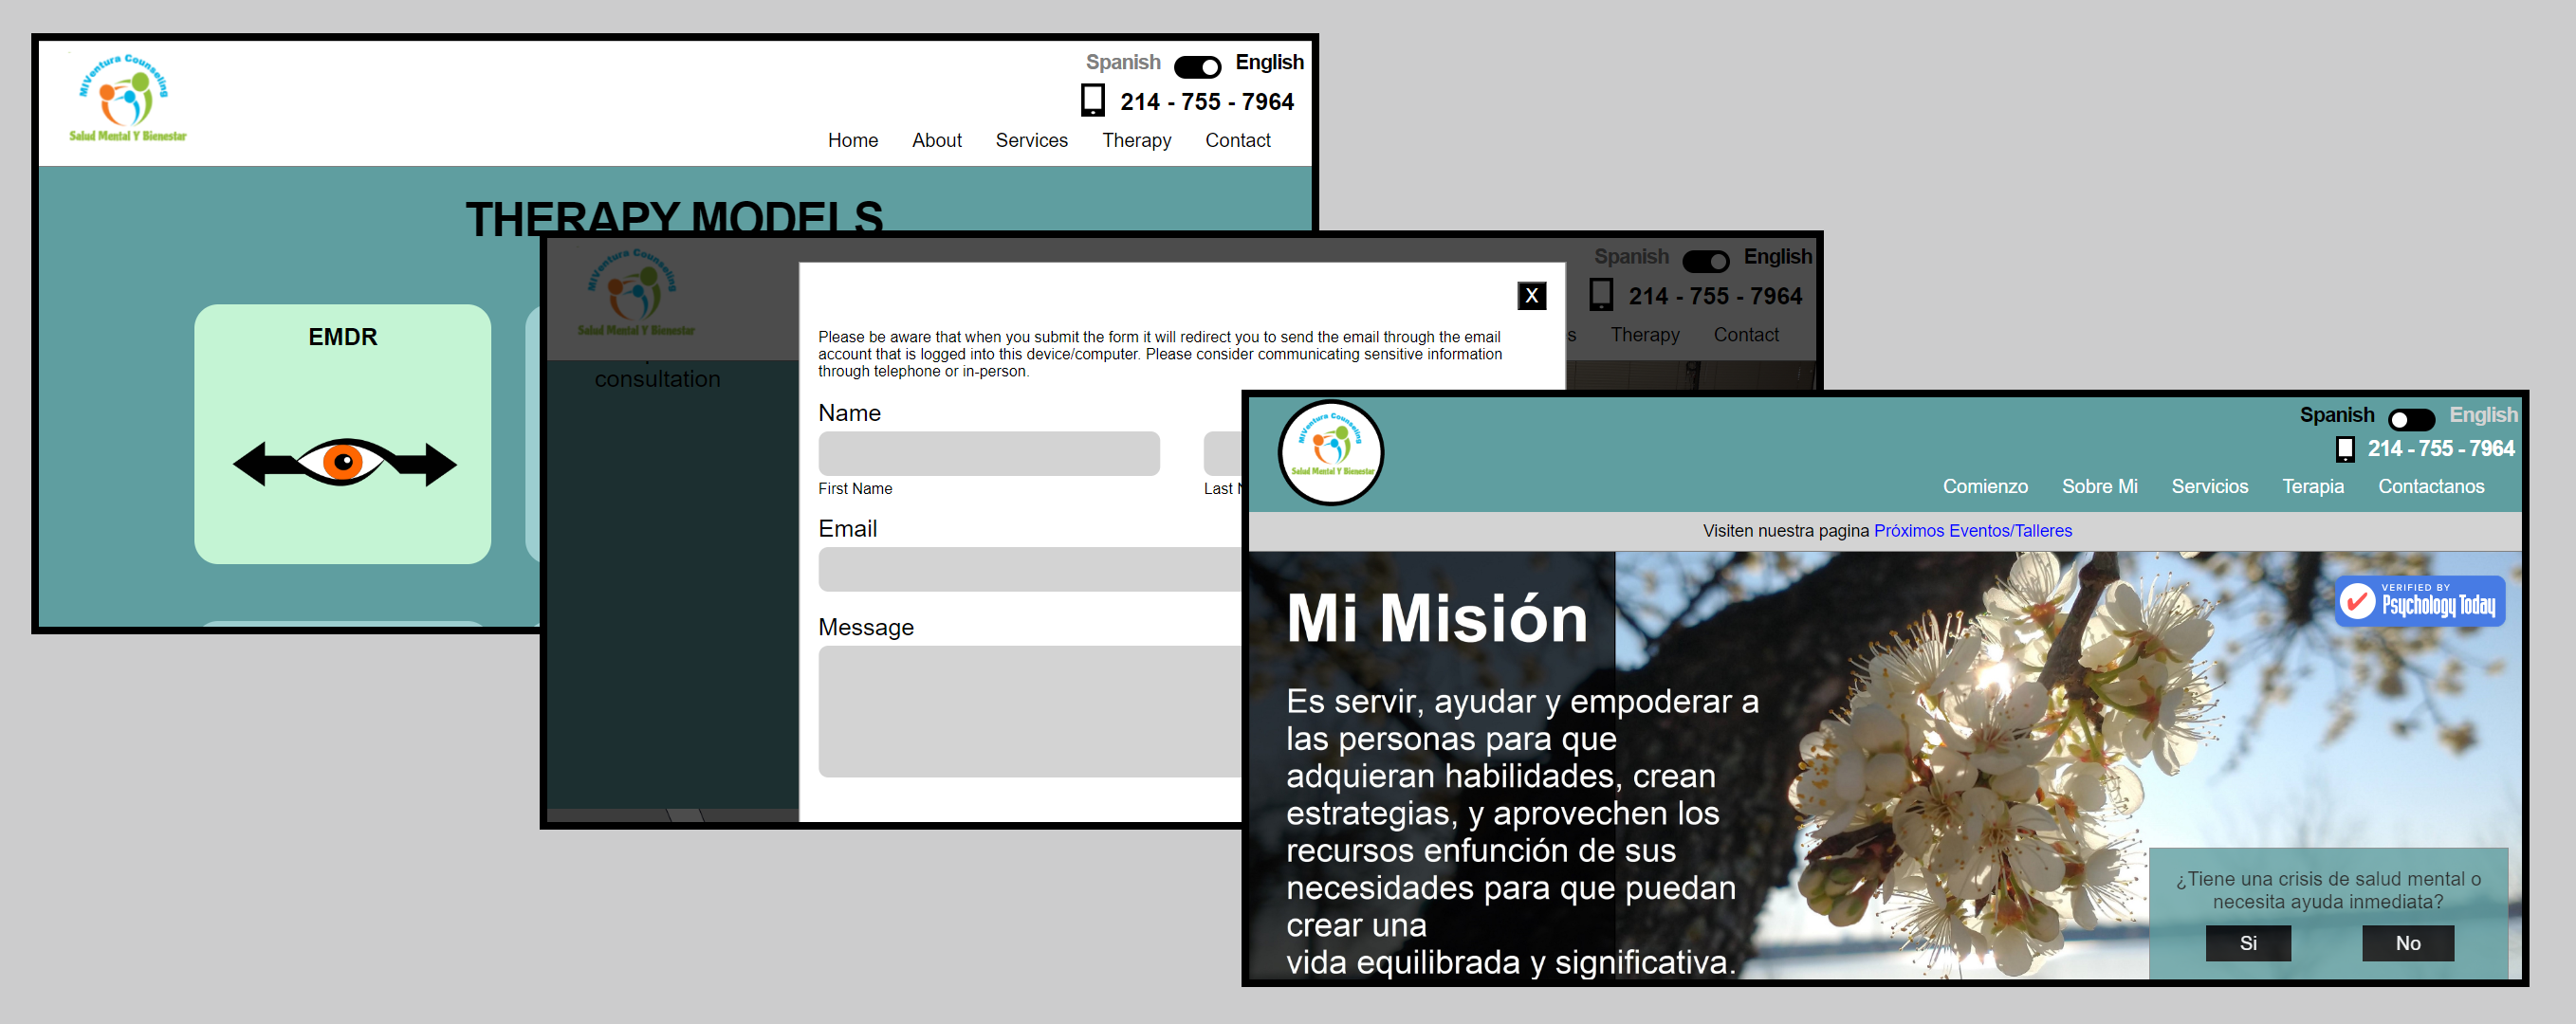 MiVentura Counseling
Salud Mental Y Bienestar
Spanish English
214 - 755 - 7964
Home About Services Therapy Contact
THERAPY MODELS
EMDR
MiVentura Counseling
Salud Mental Y Bienestar
Spanish English
214 - 755 - 7964
s Therapy Contact
consultation
X
Please be aware that when you submit the form it will redirect you to send the email through the email
account that is logged into this device/computer. Please consider communicating sensitive information
through telephone or in-person.
Name
First Name Last
Email
Message
MiVentura Counseling
Salud Mental Y Bienestar
Spanish English
214 - 755 - 7964
Comienzo Sobre Mi Servicios Terapia Contactanos
Visiten nuestra pagina Próximos Eventos/Talleres
Mi Misión
Es servir, ayudar y empoderar a
las personas para que
adquieran habilidades, crean
estrategias, y aprovechen los
recursos enfunción de sus
necesidades para que puedan
crear una
vida equilibrada y significativa.
VERIFIED BY
Psychology Today
¿Tiene una crisis de salud mental o
necesita ayuda inmediata?
Si No